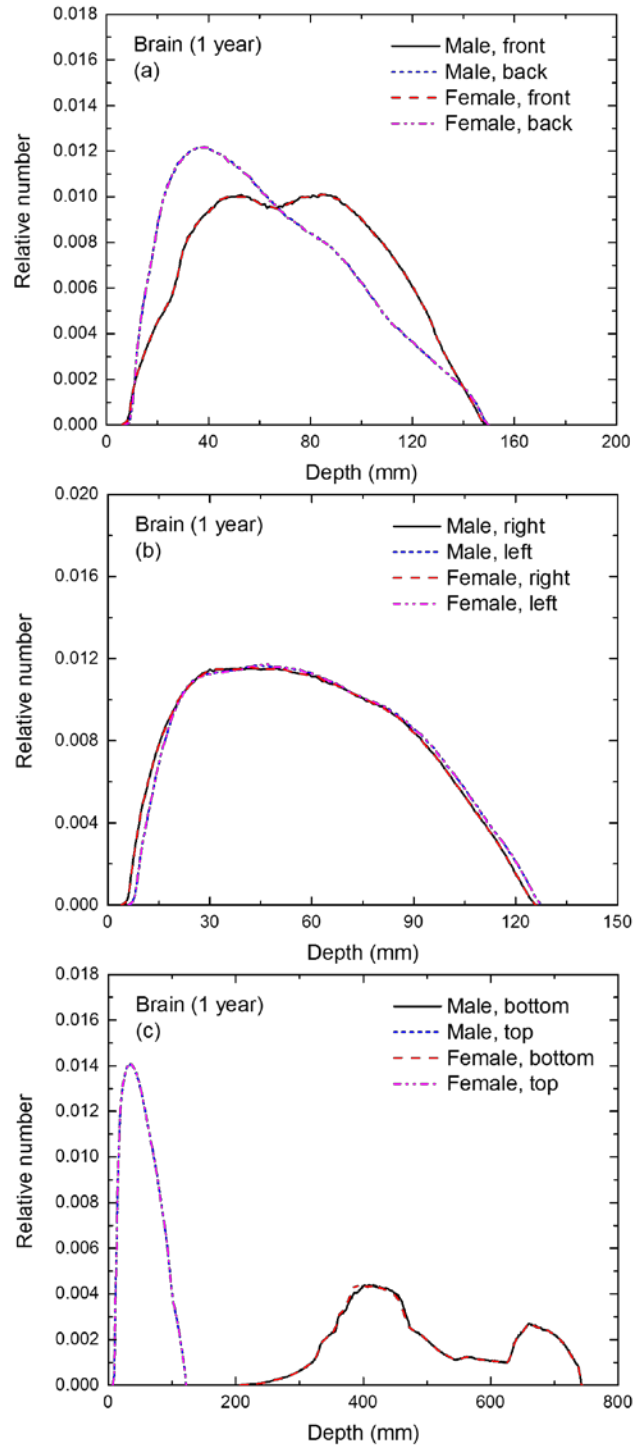 0.018
0.016
0.014
0.012
0.010
0.008
0.006
0.004
0.002
0.000
Relative number
Brain (1 year)
(a)
Male, front
Male, back
Female, front
Female, back
0 40 80 120 160 200
Depth (mm)
0.020
0.016
0.012
0.008
0.004
0.000
Relative number
Brain (1 year)
(b)
Male, right
Male, left
Female, right
Female, left
0 30 60 90 120 150
Depth (mm)
0.018
0.016
0.014
0.012
0.010
0.008
0.006
0.004
0.002
0.000
Relative number
Brain (1 year)
(c)
Male, bottom
Male, top
Female, bottom
Female, top
0 200 400 600 800
Depth (mm)